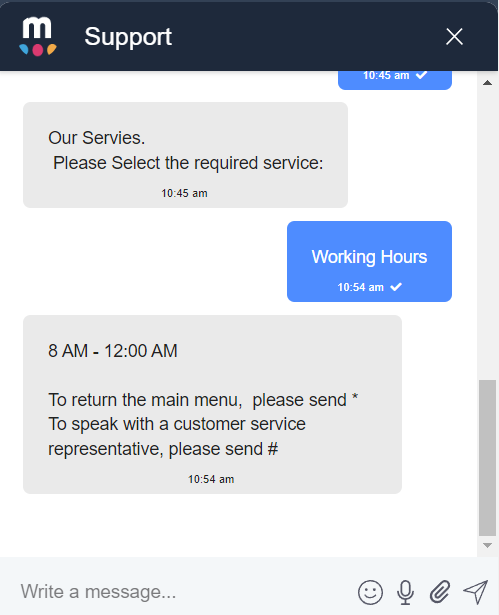 m
Support
10:45 am
Our Servies.
Please Select the required service:
10:45 am
Working Hours
10:54 am
8 AM - 12:00 AM
To return the main menu,  please send *
To speak with a customer service
representative, please send #
10:54 am
Write a message...